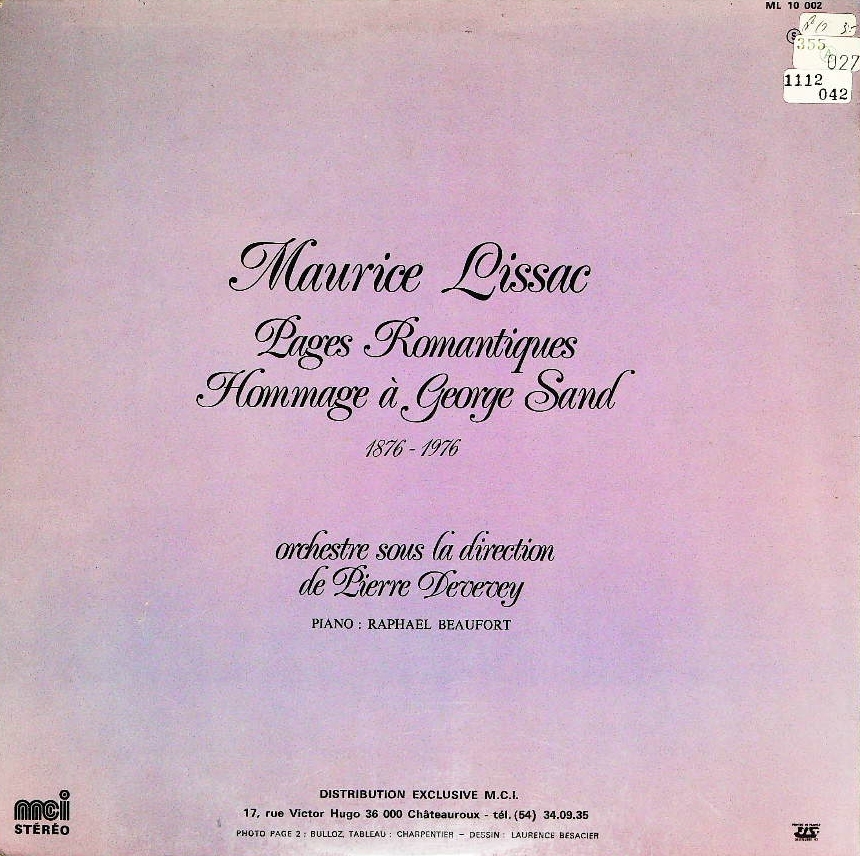 ML 10 002
355
027
1112
042
Maurice Lissac
Pages Romantiques
Hommage à George Sand
1876 - 1976
orchestre sous la direction
de Pierre Devevey
PIANO : RAPHAEL BEAUFORT
DISTRIBUTION EXCLUSIVE M.C.I.
17, rue Victor Hugo 36 000 Châteauroux - tél. (54) 34.09.35
PHOTO PAGE 2 : BULLOZ, TABLEAU : CHARPENTIER – DESSIN : LAURENCE BESACIER
mci
STÉRÉO